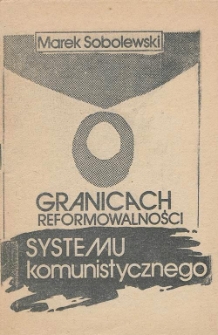 Marek Sobolewski
O
GRANICACH
REFORMOWALNOŚCI
SYSTEMU
komunistycznego